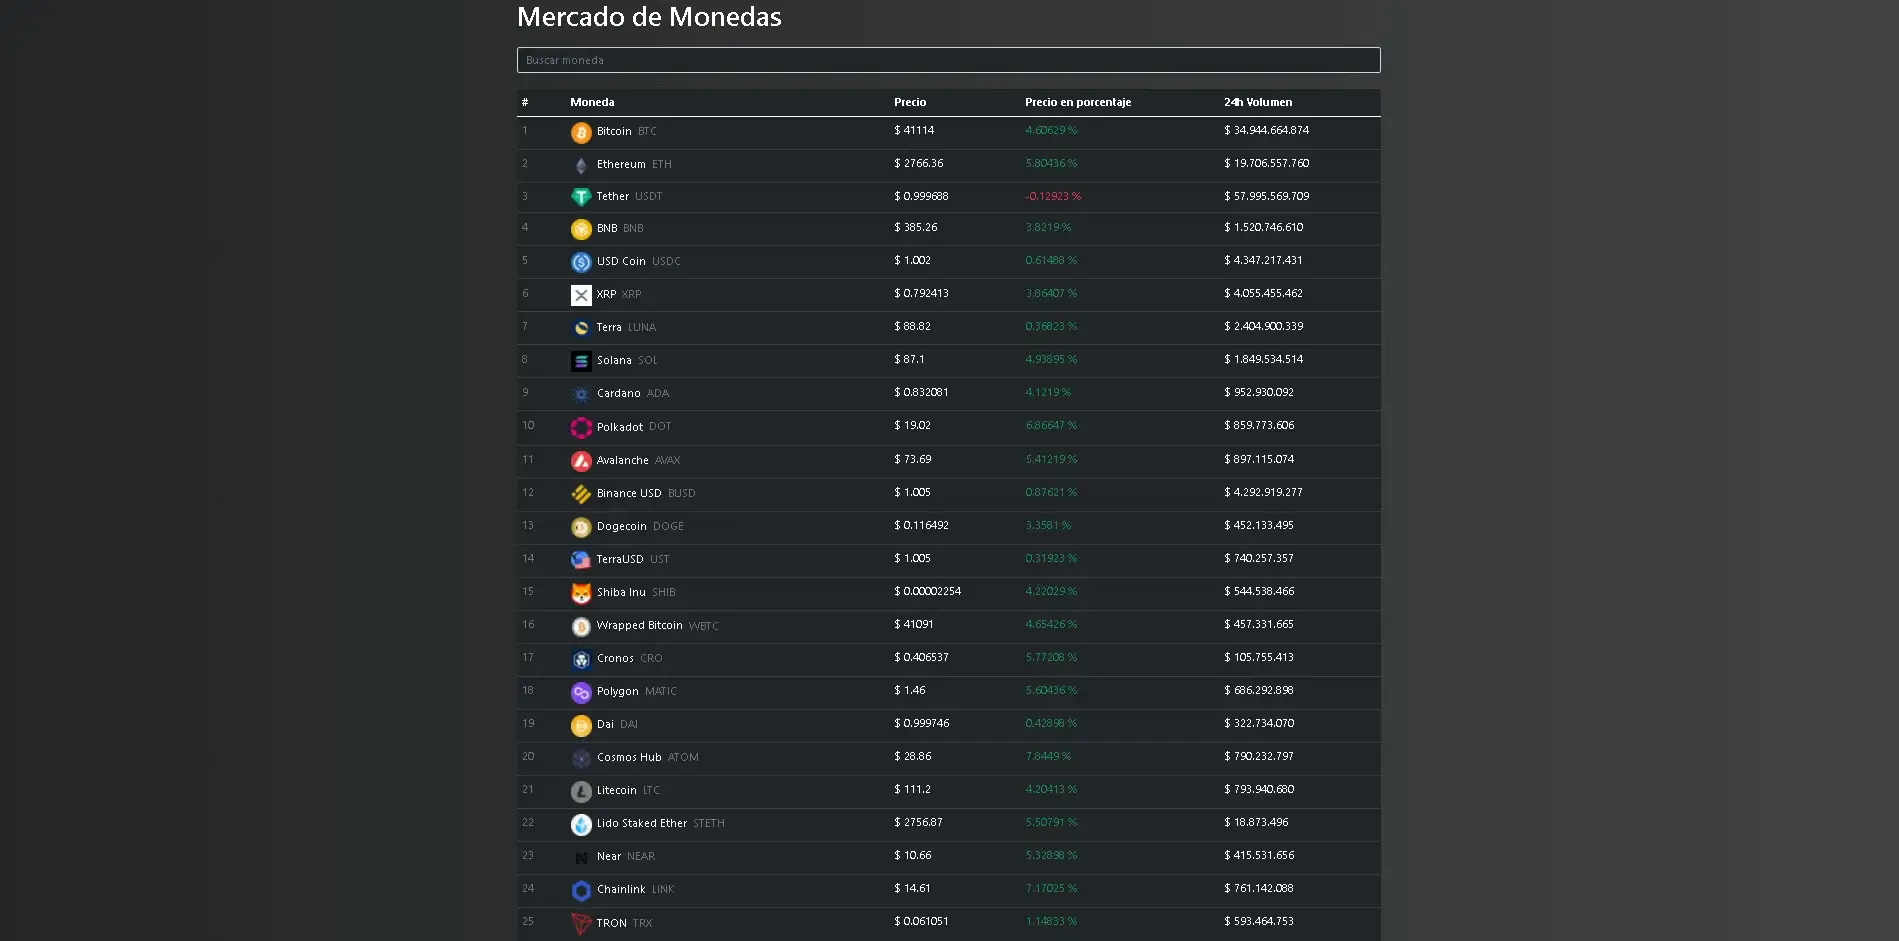 Mercado de Monedas
Buscar moneda
# Moneda Precio Precio en porcentaje 24h Volumen
1 Bitcoin BTC $ 41114 4.60629 % $ 34.944.664.874
2 Ethereum ETH $ 2766.36 5.80436 % $ 19.706.557.760
3 Tether USDT $ 0.999688 -0.12923 % $ 57.995.569.709
4 BNB BNB $ 385.26 3.8219 % $ 1.520.746.610
5 USD Coin USDC $ 1.002 0.61488 % $ 4.347.217.431
6 XRP XRP $ 0.792413 3.86407 % $ 4.055.455.462
7 Terra LUNA $ 88.82 0.36823 % $ 2.404.900.339
8 Solana SOL $ 87.1 4.93895 % $ 1.849.534.514
9 Cardano ADA $ 0.832081 4.1219 % $ 952.930.092
10 Polkadot DOT $ 19.02 6.86647 % $ 859.773.606
11 Avalanche AVAX $ 73.69 5.41219 % $ 897.115.074
12 Binance USD BUSD $ 1.005 0.87621 % $ 4.292.919.277
13 Dogecoin DOGE $ 0.116492 3.3581 % $ 452.133.495
14 TerraUSD UST $ 1.005 0.31923 % $ 740.257.357
15 Shiba Inu SHIB $ 0.00002254 4.22029 % $ 544.538.466
16 Wrapped Bitcoin WBTC $ 41091 4.65426 % $ 457.331.665
17 Cronos CRO $ 0.406537 5.77208 % $ 105.755.413
18 Polygon MATIC $ 1.46 5.60436 % $ 686.292.898
19 Dai DAI $ 0.999746 0.42898 % $ 322.734.070
20 Cosmos Hub ATOM $ 28.86 7.8449 % $ 790.232.797
21 Litecoin LTC $ 111.2 4.20413 % $ 793.940.680
22 Lido Staked Ether STETH $ 2756.87 5.50791 % $ 18.873.496
23 Near NEAR $ 10.66 5.32898 % $ 415.531.656
24 Chainlink LINK $ 14.61 7.17025 % $ 761.142.088
25 TRON TRX $ 0.061051 1.14833 % $ 593.464.753